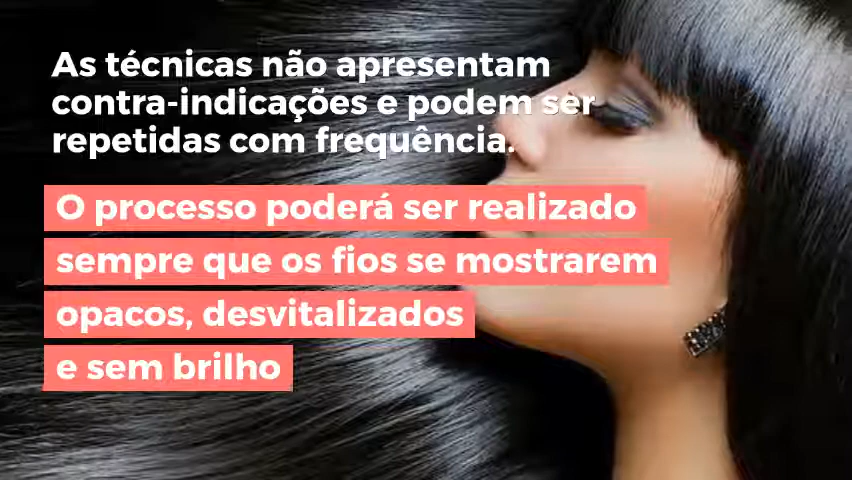 As técnicas não apresentam
contra-indicações e podem ser
repetidas com frequência.
O processo poderá ser realizado
sempre que os fios se mostrarem
opacos, desvitalizados
e sem brilho